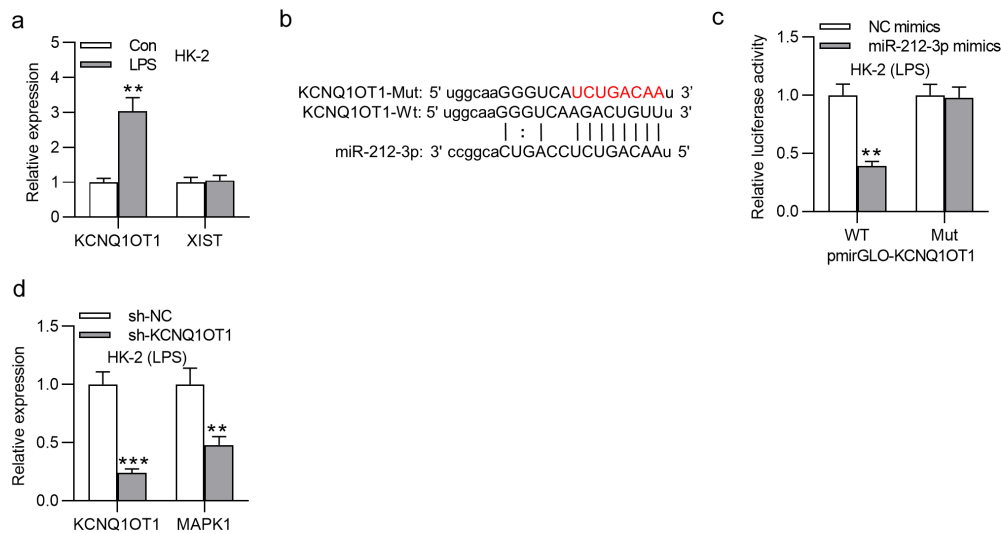 a
Con
LPS
HK-2
Relative expression
5
4
3
2
1
0
**
KCNQ1OT1
XIST
b
KCNQ1OT1-Mut: 5' uggcaaGGGUCAUCUGACAAu 3'
KCNQ1OT1-Wt: 5' uggcaaGGGUCAAGACUGUUu 3'
| : | | | | | | | | |
miR-212-3p: 3' ccggcaCUGACCUCUGACAAu 5'
c
NC mimics
miR-212-3p mimics
HK-2 (LPS)
Relative luciferase activity
1.5
1.0
0.5
0.0
**
WT
Mut
pmirGLO-KCNQ1OT1
d
sh-NC
sh-KCNQ1OT1
HK-2 (LPS)
Relative expression
1.5
1.0
0.5
0.0
***
**
KCNQ1OT1
MAPK1